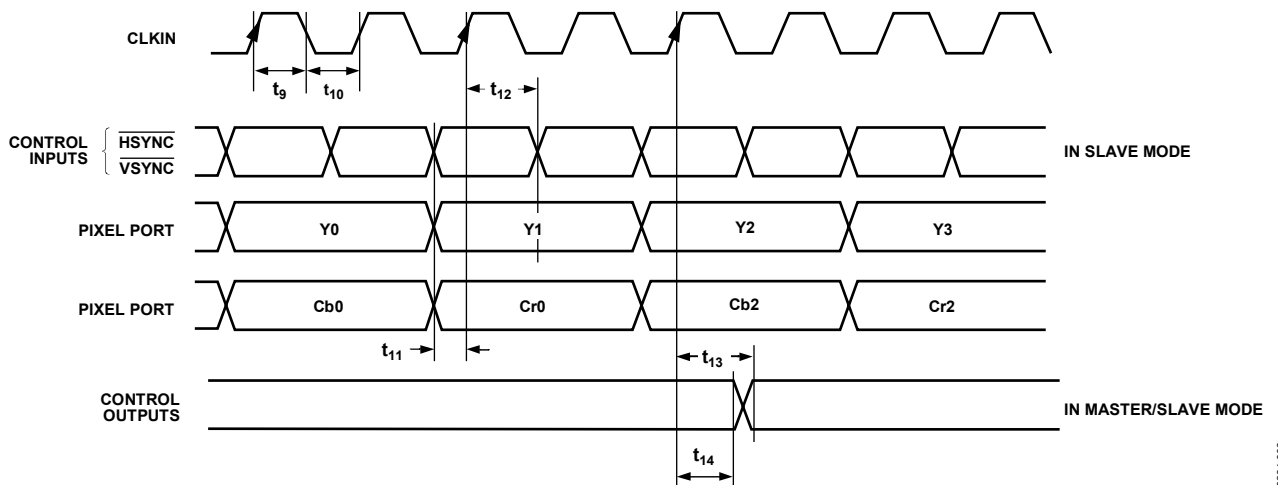 CLKIN
t9
t10
t12
CONTROL INPUTS
HSYNC
VSYNC
IN SLAVE MODE
PIXEL PORT
Y0
Y1
Y2
Y3
PIXEL PORT
Cb0
Cr0
Cb2
Cr2
t11
t13
CONTROL OUTPUTS
IN MASTER/SLAVE MODE
t14